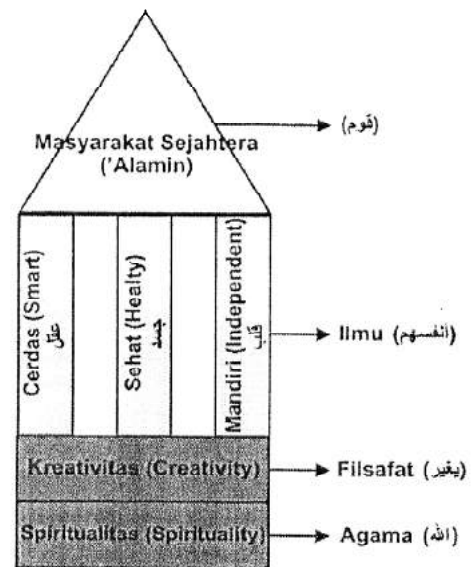 (قوم)
Masyarakat Sejahtera
('Alamin)
Cerdas (Smart)
عقل
Sehat (Healty)
جسد
Mandiri (Independent)
قلب
Ilmu (انفسهم)
Kreativitas (Creativity)
Filsafat (يغير)
Spiritualitas (Spirituality)
Agama (الله)